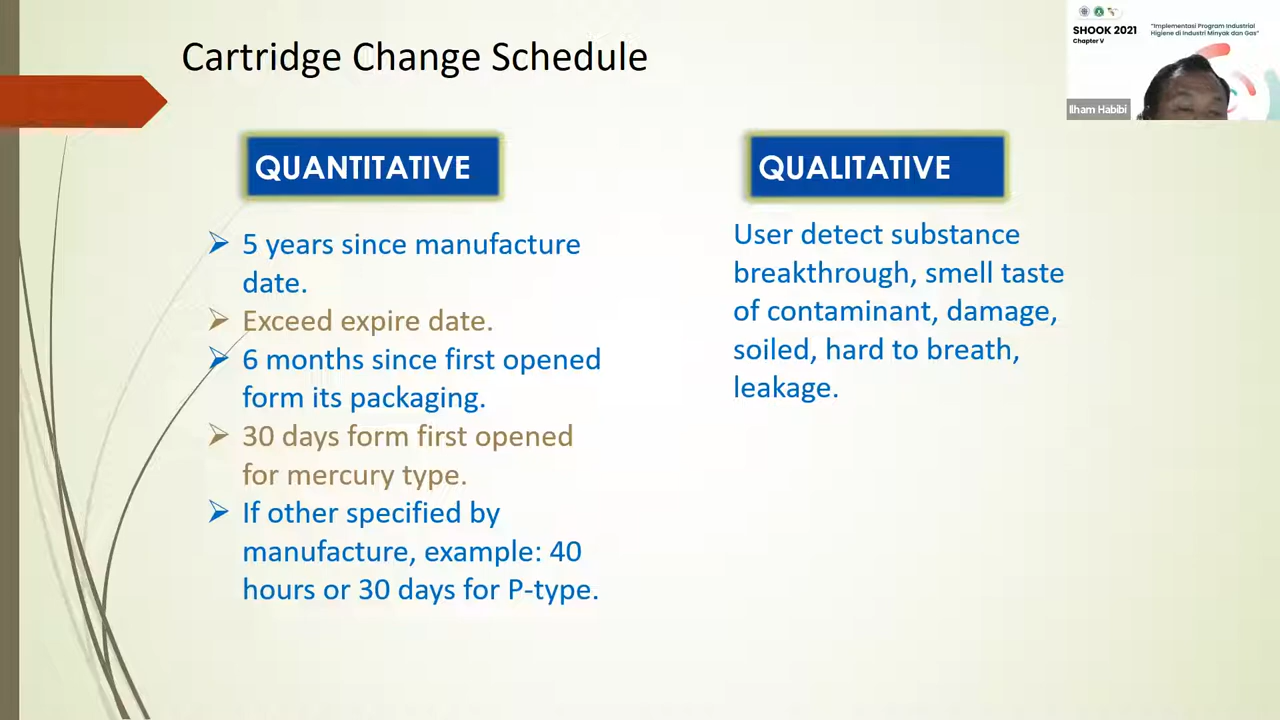 Cartridge Change Schedule
QUANTITATIVE
➢ 5 years since manufacture
date.
➢ Exceed expire date.
➢ 6 months since first opened
form its packaging.
➢ 30 days form first opened
for mercury type.
➢ If other specified by
manufacture, example: 40
hours or 30 days for P-type.
QUALITATIVE
User detect substance
breakthrough, smell taste
of contaminant, damage,
soiled, hard to breath,
leakage.
SHOOK 2021
Chapter V
"Implementasi Program Industrial
Higiene di Industri Minyak dan Gas"
Ilham Habibi